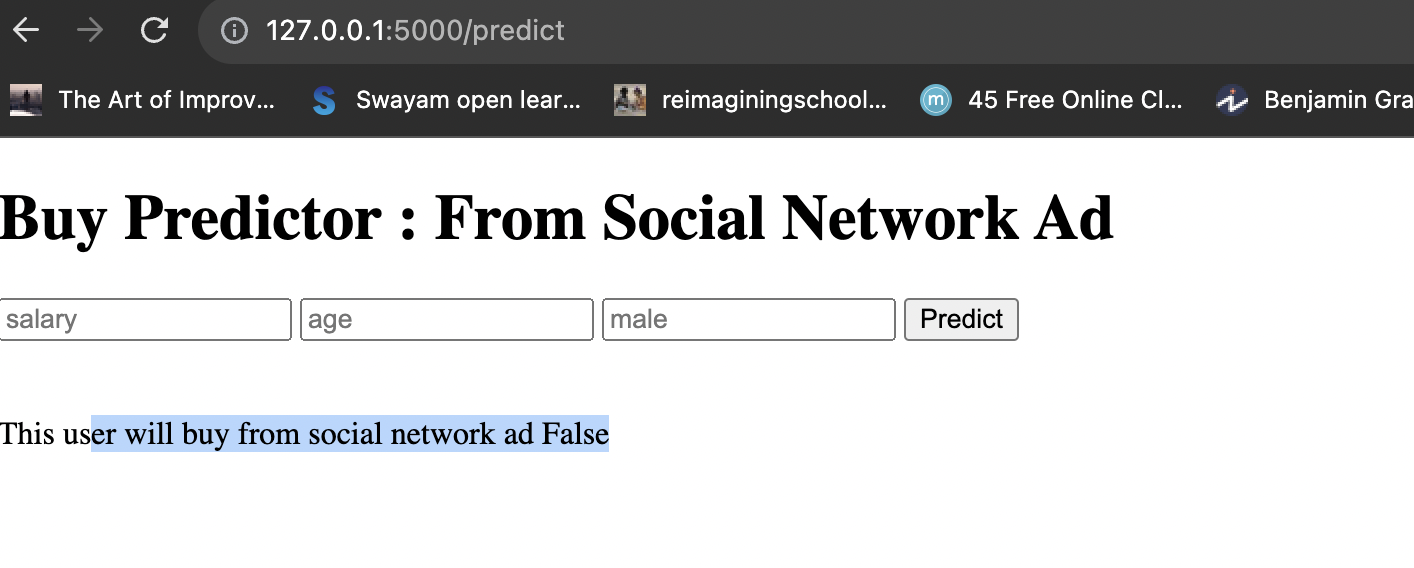 127.0.0.1:5000/predict
The Art of Improv... Swayam open lear... reimaginingschool... m 45 Free Online Cl... Benjamin Gra
Buy Predictor : From Social Network Ad
salary age male Predict
This user will buy from social network ad False